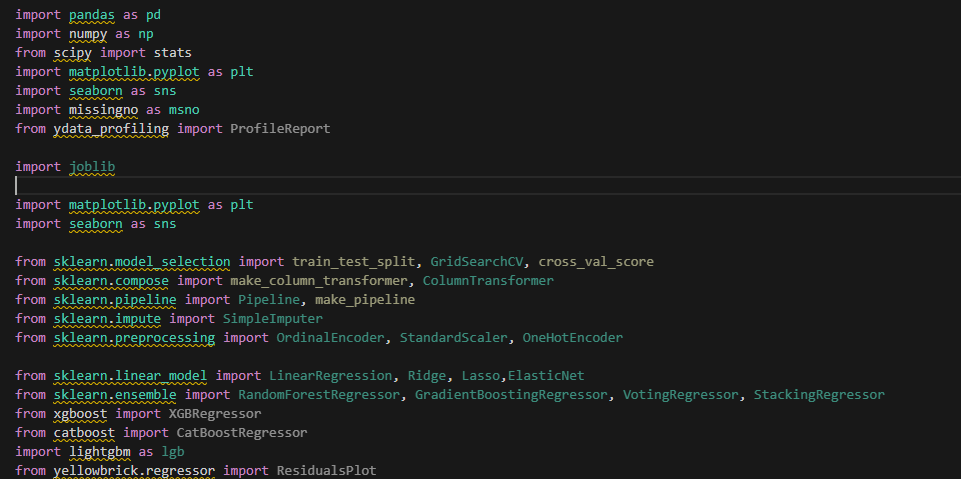 import pandas as pd
import numpy as np
from scipy import stats
import matplotlib.pyplot as plt
import seaborn as sns
import missingno as msno
from ydata_profiling import ProfileReport
import joblib
import matplotlib.pyplot as plt
import seaborn as sns
from sklearn.model_selection import train_test_split, GridSearchCV, cross_val_score
from sklearn.compose import make_column_transformer, ColumnTransformer
from sklearn.pipeline import Pipeline, make_pipeline
from sklearn.impute import SimpleImputer
from sklearn.preprocessing import OrdinalEncoder, StandardScaler, OneHotEncoder
from sklearn.linear_model import LinearRegression, Ridge, Lasso,ElasticNet
from sklearn.ensemble import RandomForestRegressor, GradientBoostingRegressor, VotingRegressor, StackingRegressor
from xgboost import XGBRegressor
from catboost import CatBoostRegressor
import lightgbm as lgb
from yellowbrick.regressor import ResidualsPlot